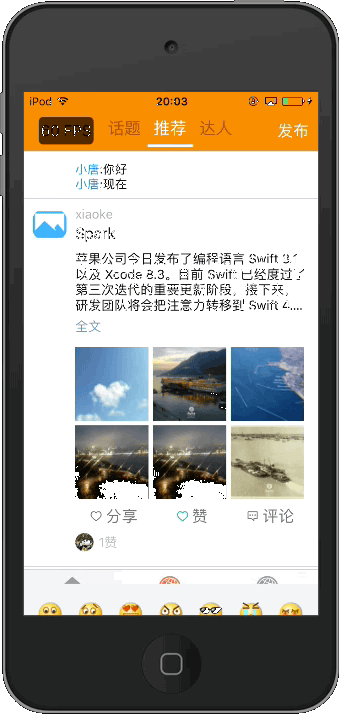 iPod 20:03
60 FPS 话题 推荐 达人 发布
小唐:你好
小唐:现在
xiaoke
Spark
苹果公司今日发布了编程语言 Swift 3.1
以及 Xcode 8.3。目前 Swift 已经度过了
第三次迭代的重要更新阶段，接下来，
研发团队将会把注意力转移到 Swift 4....
全文
分享 赞 评论
1赞